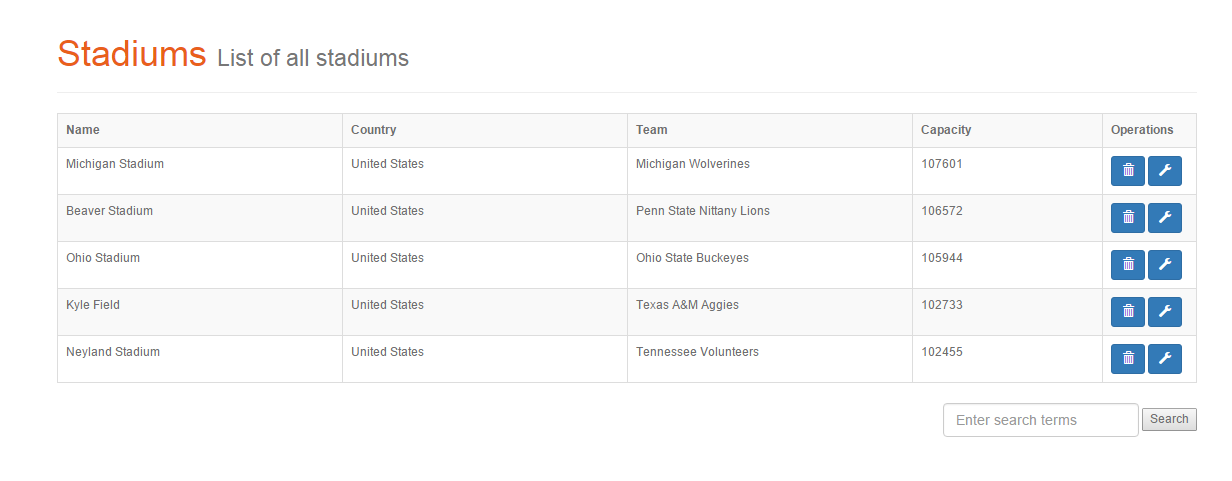 Stadiums List of all stadiums
Name Country Team Capacity Operations
Michigan Stadium United States Michigan Wolverines 107601
Beaver Stadium United States Penn State Nittany Lions 106572
Ohio Stadium United States Ohio State Buckeyes 105944
Kyle Field United States Texas A&M Aggies 102733
Neyland Stadium United States Tennessee Volunteers 102455
Enter search terms Search